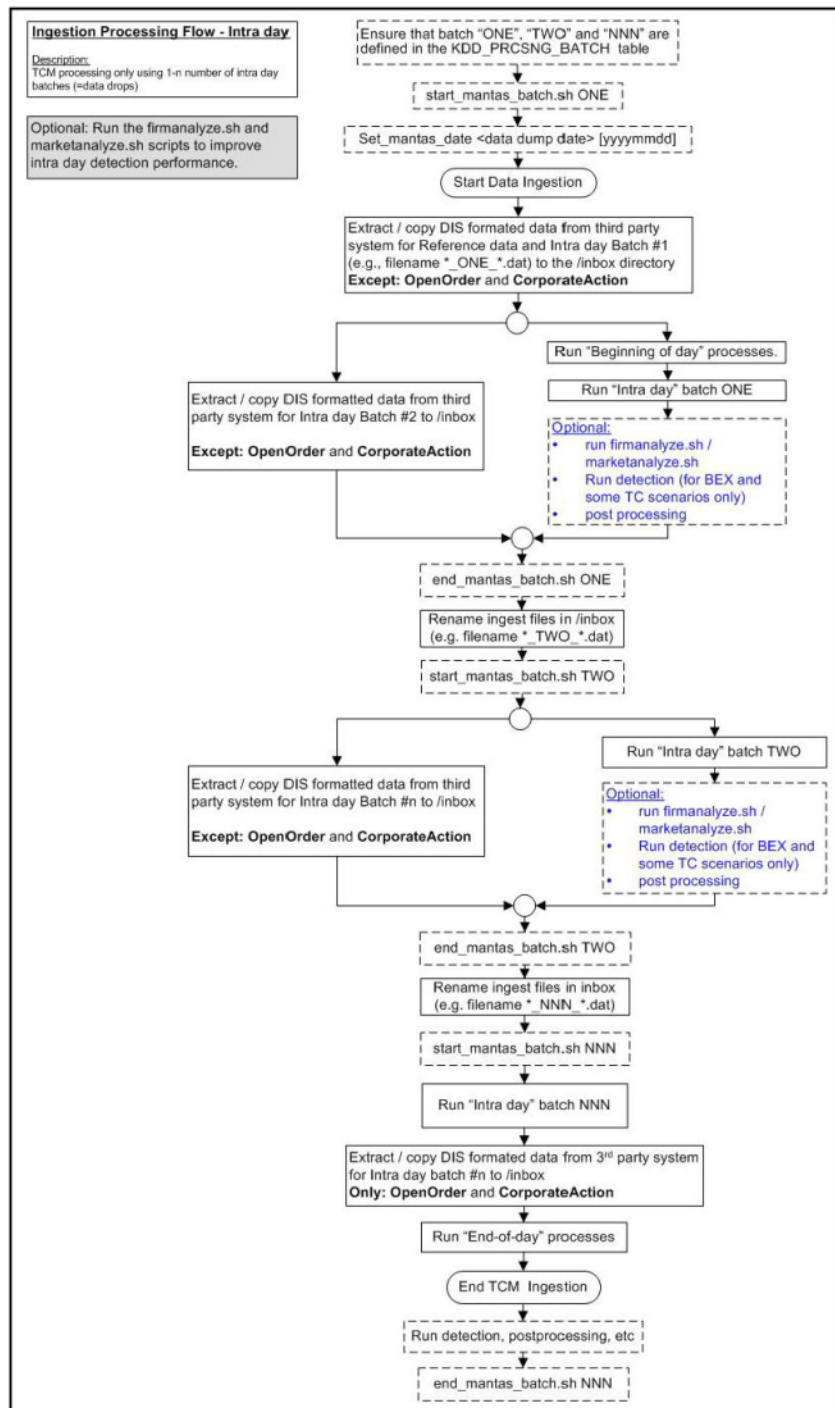 Ingestion Processing Flow - Intra day
Description:
TCM processing only using 1-n number of intra day
batches (=data drops)
Optional: Run the firmanalyze.sh and
marketanalyze.sh scripts to improve
intra day detection performance.
Ensure that batch “ONE”, “TWO” and “NNN” are
defined in the KDD_PRCSNG_BATCH table
start_mantas_batch.sh ONE
Set_mantas_date <data dump date> [yyyymmdd]
Start Data Ingestion
Extract / copy DIS formated data from third party
system for Reference data and Intra day Batch #1
(e.g., filename *_ONE_*.dat) to the /inbox directory
Except: OpenOrder and CorporateAction
Run “Beginning of day” processes.
Run “Intra day” batch ONE
Extract / copy DIS formatted data from third
party system for Intra day Batch #2 to /inbox
Except: OpenOrder and CorporateAction
Optional:
• run firmanalyze.sh /
marketanalyze.sh
• Run detection (for BEX and
some TC scenarios only)
• post processing
end_mantas_batch.sh ONE
Rename ingest files in /inbox
(e.g. filename *_TWO_*.dat)
start_mantas_batch.sh TWO
Run “Intra day” batch TWO
Extract / copy DIS formatted data from third
party system for Intra day Batch #n to /inbox
Except: OpenOrder and CorporateAction
Optional:
• run firmanalyze.sh /
marketanalyze.sh
• Run detection (for BEX and
some TC scenarios only)
• post processing
end_mantas_batch.sh TWO
Rename ingest files in inbox
(e.g. filename *_NNN_*.dat)
start_mantas_batch.sh NNN
Run “Intra day” batch NNN
Extract / copy DIS formated data from 3rd party system
for Intra day batch #n to /inbox
Only: OpenOrder and CorporateAction
Run “End-of-day” processes
End TCM Ingestion
Run detection, postprocessing, etc
end_mantas_batch.sh NNN